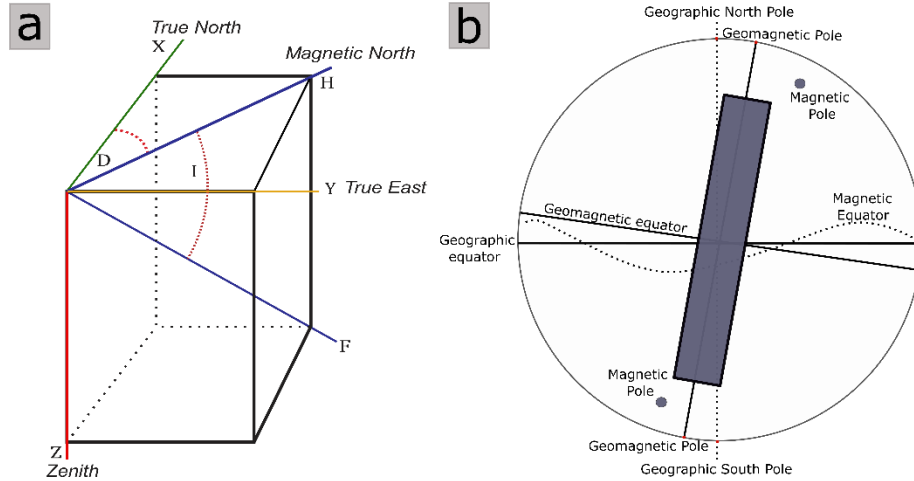 a
True North
X
Magnetic North
H
D
I
Y True East
F
Z
Zenith
b
Geographic North Pole
Geomagnetic Pole
Magnetic
Pole
Geomagnetic equator
Magnetic
Equator
Geographic
equator
Magnetic
Pole
Geomagnetic Pole
Geographic South Pole